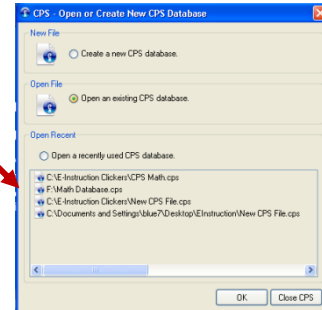 CPS - Open or Create New CPS Database
New File
Create a new CPS database.
Open File
Open an existing CPS database.
Open Recent
Open a recently used CPS database.
C:\E-Instruction Clickers\CPS Math.cps
F:\Math Database.cps
C:\E-Instruction Clickers\New CPS File.cps
C:\Documents and Settings\blue7\Desktop\EInstruction\New CPS File.cps
OK Close CPS